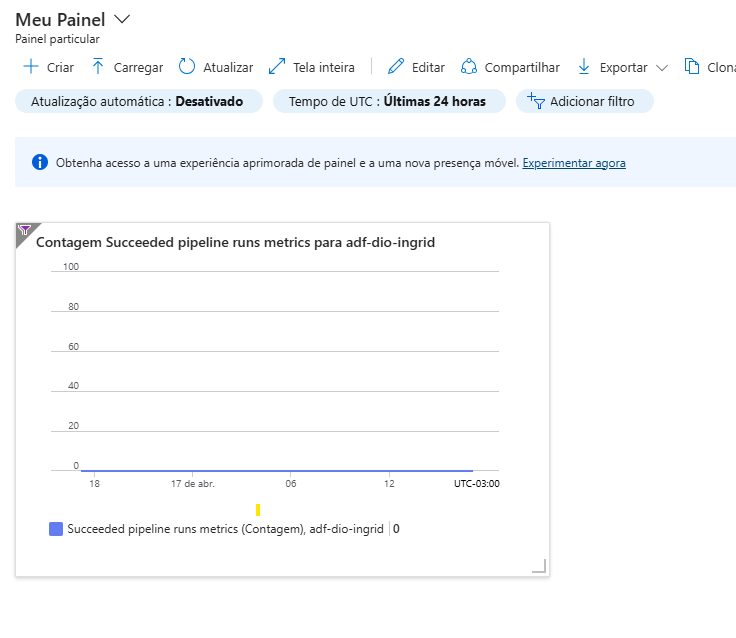 Meu Painel
Painel particular
Criar Carregar Atualizar Tela inteira Editar Compartilhar Exportar Clona
Atualização automática : Desativado Tempo de UTC : Últimas 24 horas Adicionar filtro
Obtenha acesso a uma experiência aprimorada de painel e a uma nova presença móvel. Experimentar agora
Contagem Succeeded pipeline runs metrics para adf-dio-ingrid
100
80
60
40
20
0
18 17 de abr. 06 12 UTC-03:00
Succeeded pipeline runs metrics (Contagem), adf-dio-ingrid 0